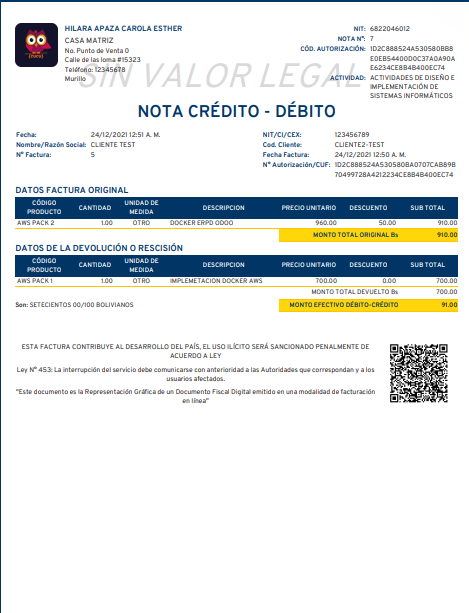 HILARA APAZA CAROLA ESTHER
CASA MATRIZ
No. Punto de Venta 0
Calle de las loma #15323
Teléfono: 12345678
Murillo
NIT: 6822046012
NOTA N°: 7
CÓD. AUTORIZACIÓN: 1D2C888524A530580BB8
E0EB54400D0C37A0A90A
E6234CE8B4B400EC74
ACTIVIDAD: ACTIVIDADES DE DISEÑO E
IMPLEMENTACIÓN DE
SISTEMAS INFORMÁTICOS
SIN VALOR LEGAL
NOTA CRÉDITO - DÉBITO
Fecha: 24/12/2021 12:51 A. M.
Nombre/Razón Social: CLIENTE TEST
N° Factura: 5
NIT/CI/CEX: 123456789
Cod. Cliente: CLIENTE2-TEST
Fecha Factura: 24/12/2021 12:50 A. M.
N° Autorización/CUF: 1D2C888524A530580BA0707CAB89B
70499728A4212234CE8B4B400EC74
DATOS FACTURA ORIGINAL
CÓDIGO PRODUCTO CANTIDAD UNIDAD DE MEDIDA DESCRIPCION PRECIO UNITARIO DESCUENTO SUB TOTAL
AWS PACK 2 1.00 OTRO DOCKER ERPD ODOO 960.00 50.00 910.00
MONTO TOTAL ORIGINAL Bs 910.00
DATOS DE LA DEVOLUCIÓN O RESCISIÓN
CÓDIGO PRODUCTO CANTIDAD UNIDAD DE MEDIDA DESCRIPCION PRECIO UNITARIO DESCUENTO SUB TOTAL
AWS PACK 1 1.00 OTRO IMPLEMETACION DOCKER AWS 700.00 0.00 700.00
MONTO TOTAL DEVUELTO Bs 700.00
Son: SETECIENTOS 00/100 BOLIVIANOS
MONTO EFECTIVO DÉBITO-CRÉDITO 91.00
ESTA FACTURA CONTRIBUYE AL DESARROLLO DEL PAÍS, EL USO ILÍCITO SERÁ SANCIONADO PENALMENTE DE
ACUERDO A LEY
Ley N° 453: La interrupción del servicio debe comunicarse con anterioridad a las Autoridades que correspondan y a los
usuarios afectados.
"Este documento es la Representación Gráfica de un Documento Fiscal Digital emitido en una modalidad de facturación
en línea"